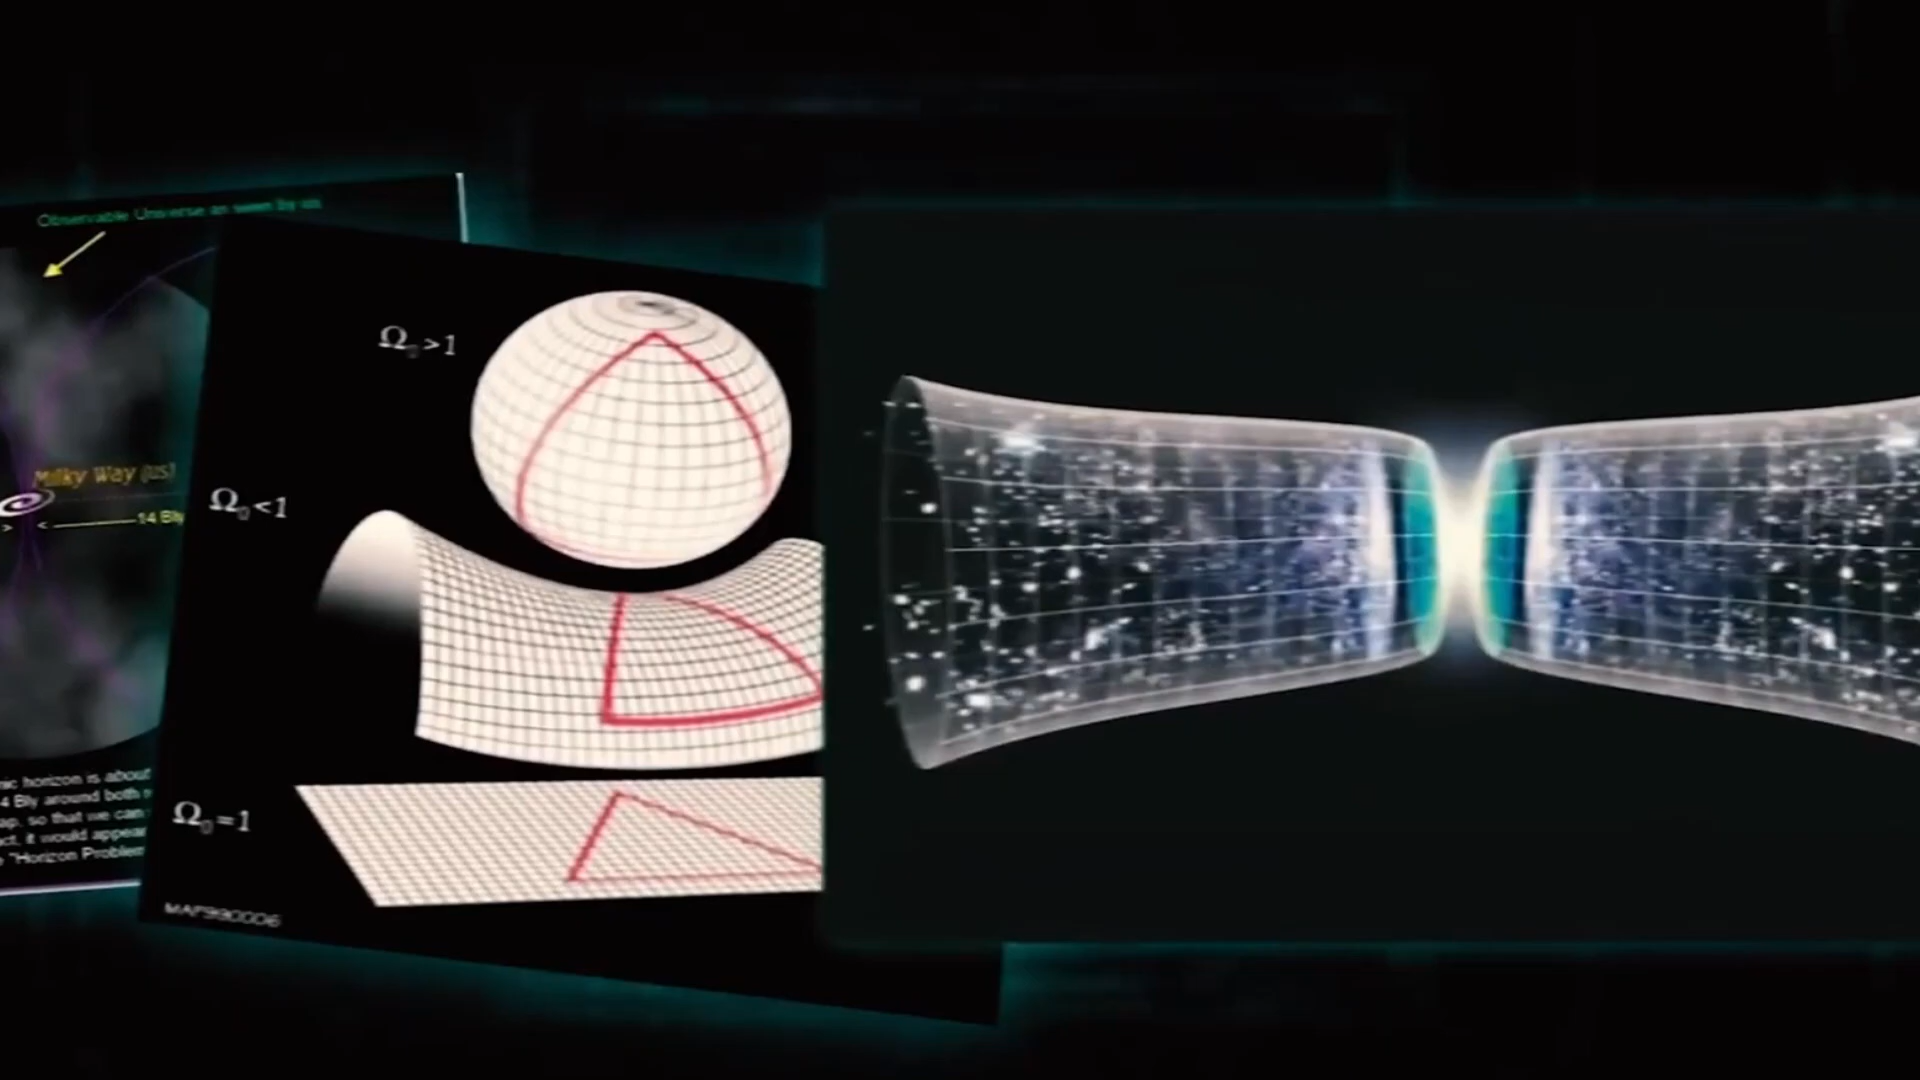 Observable Universe as seen by us
Milky Way (us)
> < 14 Bly
horizon is about
4 Bly around both
so that we can
it would appear
"Horizon Problem
Ω₀>1
Ω₀<1
Ω₀=1
MAP990006